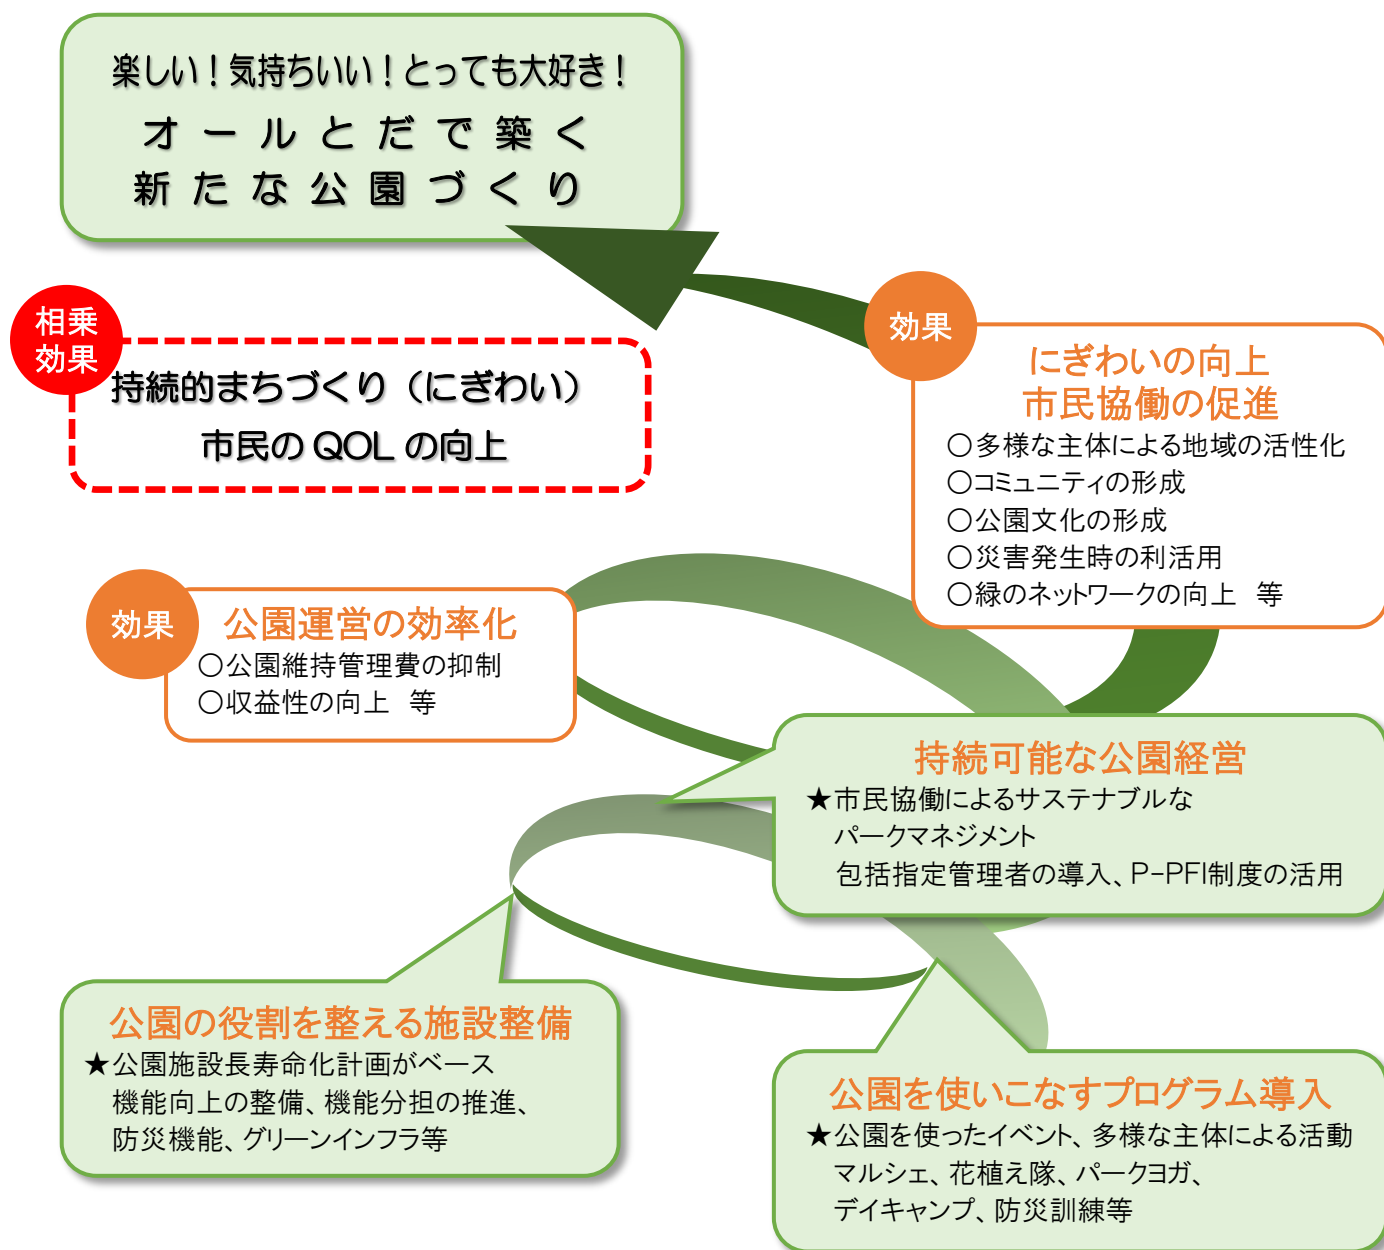 楽しい！気持ちいい！とっても大好き！
オールとだで築く
新たな公園づくり
相乗
効果
持続的まちづくり（にぎわい）
市民のQOLの向上
効果
にぎわいの向上
市民協働の促進
〇多様な主体による地域の活性化
〇コミュニティの形成
〇公園文化の形成
〇災害発生時の利活用
〇緑のネットワークの向上　等
効果
公園運営の効率化
〇公園維持管理費の抑制
〇収益性の向上　等
持続可能な公園経営
★市民協働によるサステナブルな
パークマネジメント
包括指定管理者の導入、P-PFI制度の活用
公園の役割を整える施設整備
★公園施設長寿命化計画がベース
機能向上の整備、機能分担の推進、
防災機能、グリーンインフラ等
公園を使いこなすプログラム導入
★公園を使ったイベント、多様な主体による活動
マルシェ、花植え隊、パークヨガ、
デイキャンプ、防災訓練等